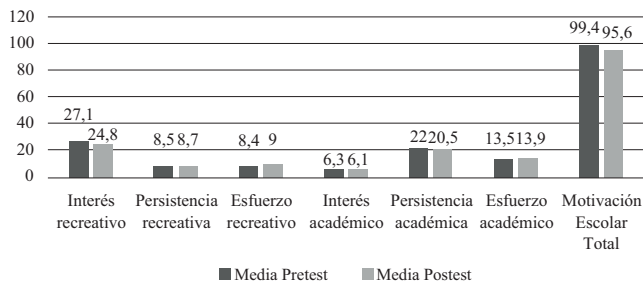 120
100
80
60
40
20
0
27,1
24,8
8,5
8,7
8,4
9
6,3
6,1
22
20,5
13,5
13,9
99,4
95,6
Interés
recreativo
Persistencia
recreativa
Esfuerzo
recreativo
Interés
académico
Persistencia
académica
Esfuerzo
académico
Motivación
Escolar
Total
Media Pretest
Media Postest